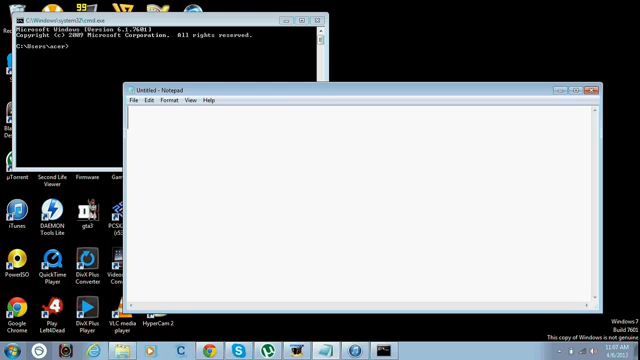 C:\Windows\system32\cmd.exe
Microsoft Windows [Version 6.1.7601]
Copyright (c) 2009 Microsoft Corporation.  All rights reserved.
C:\Users\acer>
Untitled - Notepad
File Edit Format View Help
µTorrent
Second Life Viewer
Firmware
iTunes
DAEMON Tools Lite
gta3
PowerISO
QuickTime Player
DivX Plus Converter
Google Chrome
Play Left4Dead
DivX Plus Player
VLC media player
HyperCam 2
Windows 7
Build 7601
This copy of Windows is not genuine
11:07 AM
4/6/2011